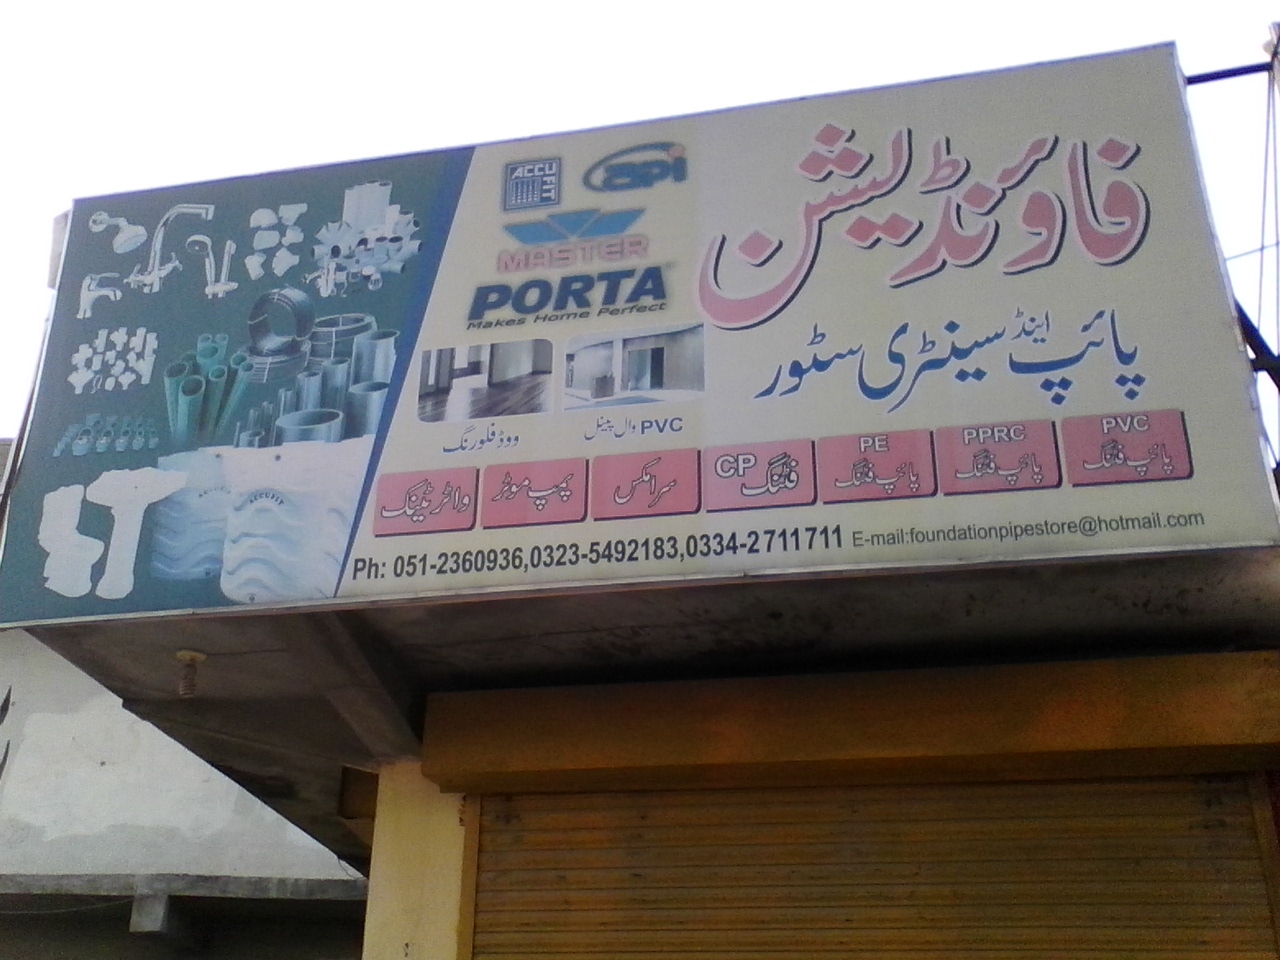 فاؤنڈیشن
پائپ اینڈ سینٹری سٹور
ACCU FIT
api
MASTER
PORTA
Makes Home Perfect
PVC وال پینل
ووڈ فلورنگ
PVC پائپ فٹنگ
PPRC پائپ فٹنگ
PE پائپ فٹنگ
CP فٹنگ
سرامکس
پمپ موٹر
واٹر ٹینک
Ph: 051-2360936,0323-5492183,0334-2711711
E-mail:foundationpipestore@hotmail.com
ACCUFIT